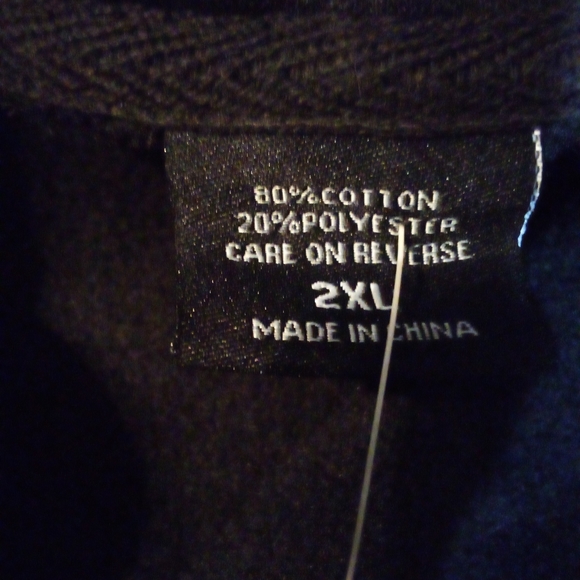 80%COTTON
20%POLYESTER
CARE ON REVERSE
2XL
MADE IN CHINA